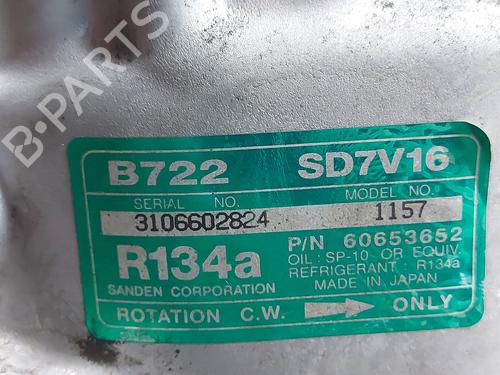 B-PARTS
B722 SD7V16
SERIAL NO. MODEL NO.
3106602824 1157
R134a P/N 60653652
OIL: SP-10 OR EQUIV.
REFRIGERANT: R134a
SANDEN CORPORATION MADE IN JAPAN
ROTATION C.W. → ONLY